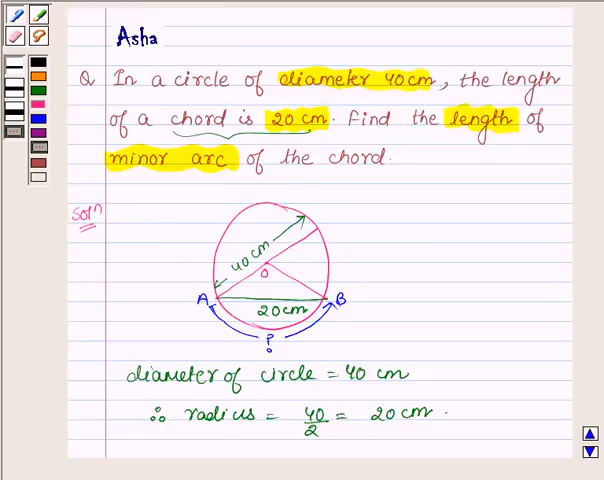 Asha
Q In a circle of diameter 40 cm, the length
of a chord is 20 cm. Find the length of
minor arc of the chord.
Solⁿ
40 cm
O
A
B
20 cm
?
diameter of circle = 40 cm
∴ radius = 40/2 = 20 cm.